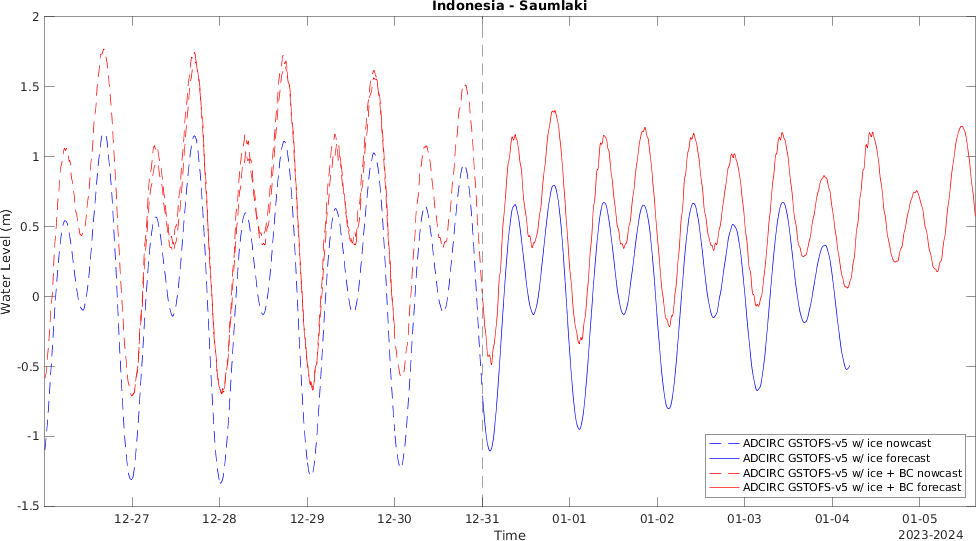 Indonesia - Saumlaki
2
1.5
1
0.5
0
-0.5
-1
-1.5
Water Level (m)
12-27 12-28 12-29 12-30 12-31 01-01 01-02 01-03 01-04 01-05
Time
2023-2024
ADCIRC GSTOFS-v5 w/ ice nowcast
ADCIRC GSTOFS-v5 w/ ice forecast
ADCIRC GSTOFS-v5 w/ ice + BC nowcast
ADCIRC GSTOFS-v5 w/ ice + BC forecast